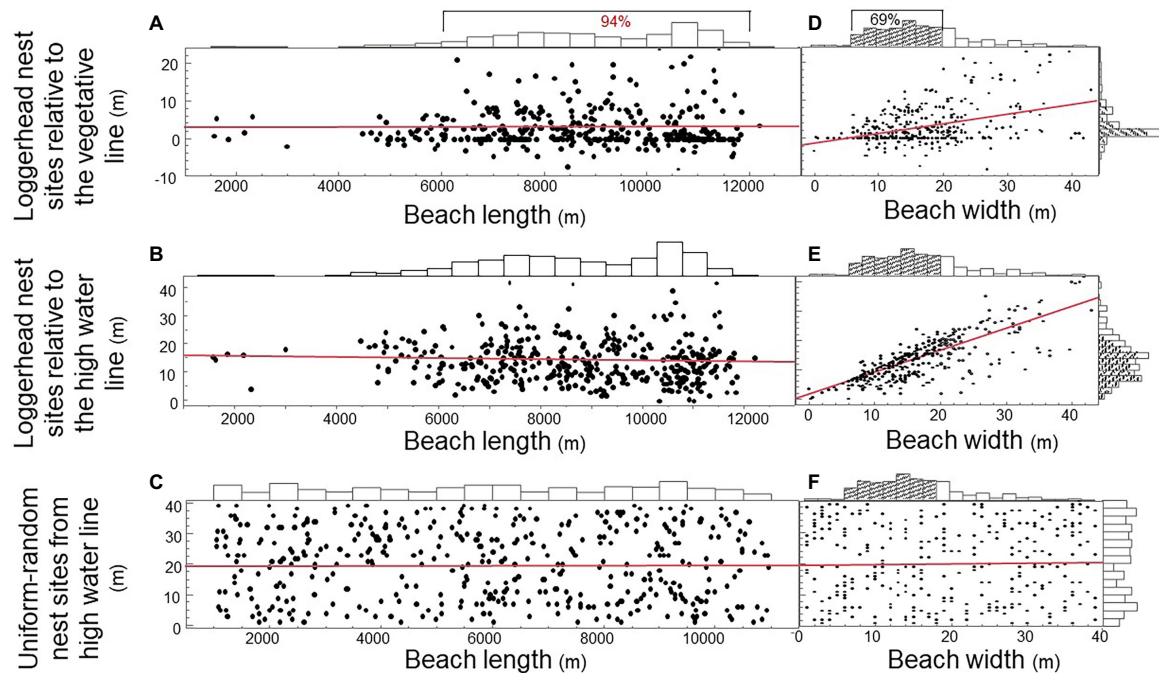 A
94%
D
69%
Loggerhead nest
sites relative to
the vegetative
line (m)
20
10
0
-10
2000 4000 6000 8000 10000 12000
Beach length (m)
0 10 20 30 40
Beach width (m)
B
E
Loggerhead nest
sites relative to
the high water
line (m)
40
30
20
10
0
2000 4000 6000 8000 10000 12000
Beach length (m)
0 10 20 30 40
Beach width (m)
C
F
Uniform-random
nest sites from
high water line
(m)
40
30
20
10
0
2000 4000 6000 8000 10000
Beach length (m)
0 10 20 30 40
Beach width (m)